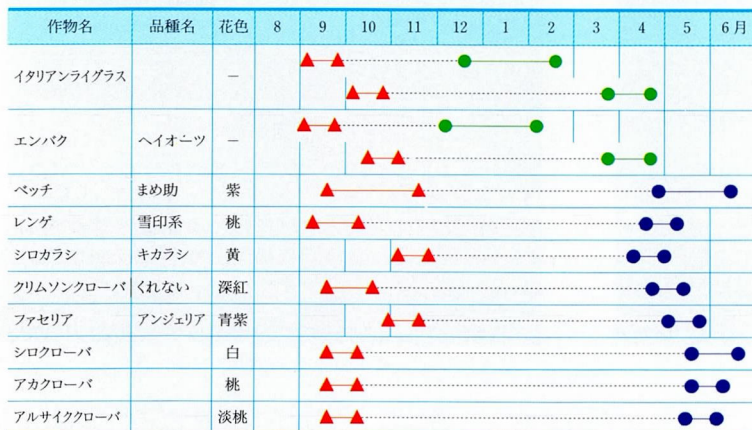 作物名 品種名 花色 8 9 10 11 12 1 2 3 4 5 6月
イタリアンライグラス －
エンバク ヘイオーツ －
ベッチ まめ助 紫
レンゲ 雪印系 桃
シロカラシ キカラシ 黄
クリムソンクローバ くれない 深紅
ファセリア アンジェリア 青紫
シロクローバ 白
アカクローバ 桃
アルサイククローバ 淡桃